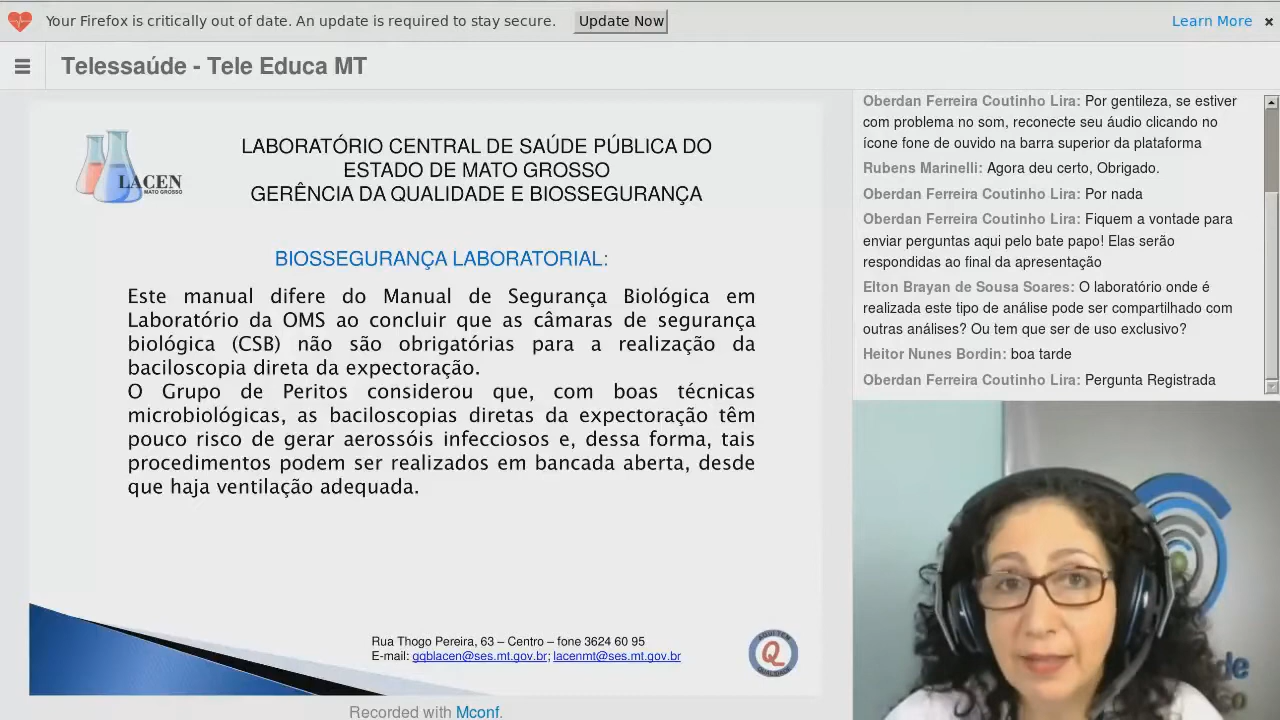 Your Firefox is critically out of date. An update is required to stay secure.
Update Now
Learn More
Telessaúde - Tele Educa MT
LACEN
MATO GROSSO
LABORATÓRIO CENTRAL DE SAÚDE PÚBLICA DO
ESTADO DE MATO GROSSO
GERÊNCIA DA QUALIDADE E BIOSSEGURANÇA
BIOSSEGURANÇA LABORATORIAL:
Este manual difere do Manual de Segurança Biológica em
Laboratório da OMS ao concluir que as câmaras de segurança
biológica (CSB) não são obrigatórias para a realização da
baciloscopia direta da expectoração.
O Grupo de Peritos considerou que, com boas técnicas
microbiológicas, as baciloscopias diretas da expectoração têm
pouco risco de gerar aerossóis infecciosos e, dessa forma, tais
procedimentos podem ser realizados em bancada aberta, desde
que haja ventilação adequada.
Rua Thogo Pereira, 63 – Centro – fone 3624 60 95
E-mail: gqblacen@ses.mt.gov.br; lacenmt@ses.mt.gov.br
AQUI TEM
Q
QUALIDADE
Recorded with Mconf.
Oberdan Ferreira Coutinho Lira: Por gentileza, se estiver
com problema no som, reconecte seu áudio clicando no
ícone fone de ouvido na barra superior da plataforma
Rubens Marinelli: Agora deu certo, Obrigado.
Oberdan Ferreira Coutinho Lira: Por nada
Oberdan Ferreira Coutinho Lira: Fiquem a vontade para
enviar perguntas aqui pelo bate papo! Elas serão
respondidas ao final da apresentação
Elton Brayan de Sousa Soares: O laboratório onde é
realizada este tipo de análise pode ser compartilhado com
outras análises? Ou tem que ser de uso exclusivo?
Heitor Nunes Bordin: boa tarde
Oberdan Ferreira Coutinho Lira: Pergunta Registrada